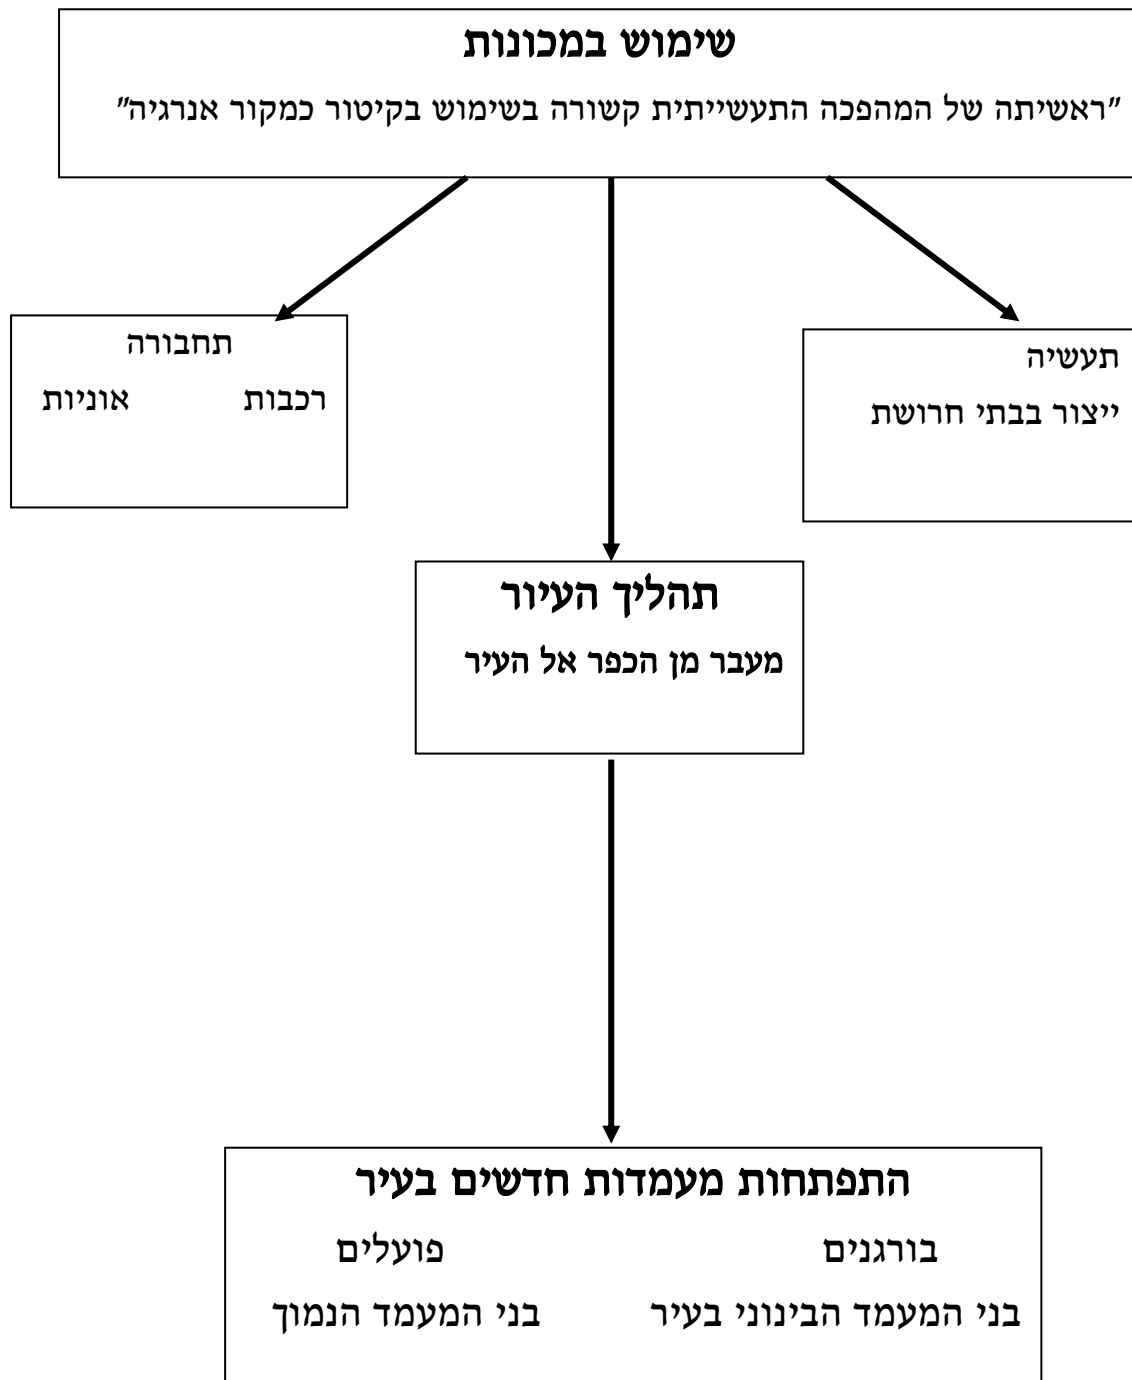 שימוש במכונות
"ראשיתה של המהפכה התעשייתית קשורה בשימוש בקיטור כמקור אנרגיה"
תעשיה
ייצור בבתי חרושת
תחבורה
רכבות אוניות
תהליך העיור
מעבר מן הכפר אל העיר
התפתחות מעמדות חדשים בעיר
בורגנים פועלים
בני המעמד הבינוני בעיר בני המעמד הנמוך